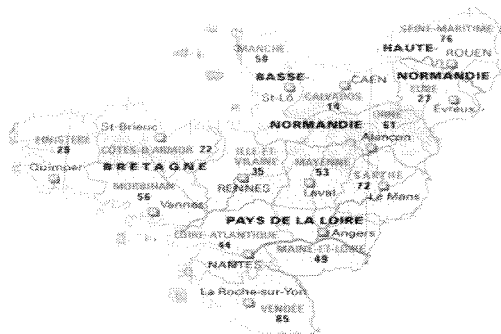 SEINE-MARITIME
76
HAUTE-
ROUEN
NORMANDIE
EURE
27
Evreux
MANCHE
50
BASSE
CAEN
St-Lô
CALVADOS
14
NORMANDIE
ORNE
61
Alençon
St-Brieuc
FINISTERE
29
CÔTES-D'ARMOR 22
Quimper
BRETAGNE
ILLE-ET-
VILAINE
35
RENNES
MAYENNE
53
Laval
SARTHE
72
Le Mans
MORBIHAN
56
Vannes
PAYS DE LA LOIRE
Angers
LOIRE-ATLANTIQUE
44
MAINE-ET-LOIRE
49
NANTES
La Roche-sur-Yon
VENDEE
85